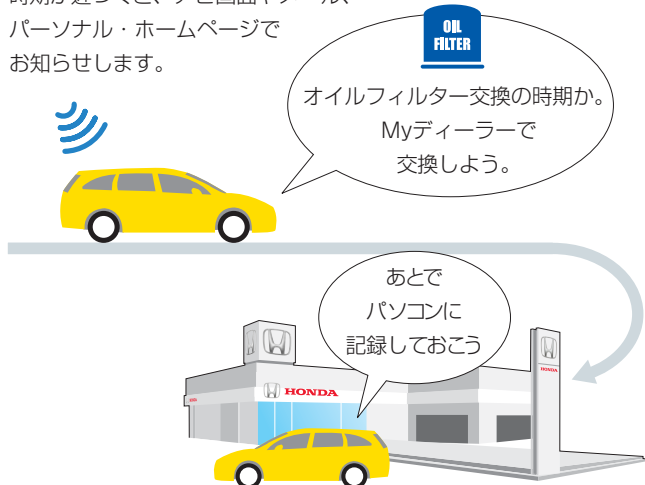 パーソナル・ホームページで
お知らせします。
OIL
FILTER
オイルフィルター交換の時期か。
Myディーラーで
交換しよう。
あとで
パソコンに
記録しておこう
HONDA
HONDA